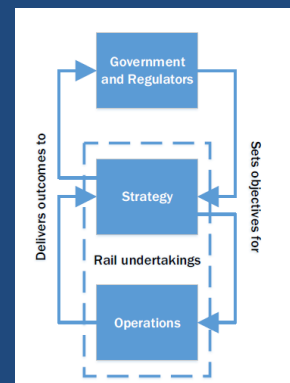 Government
and Regulators
Delivers outcomes to
Sets objectives for
Strategy
Rail undertakings
Operations